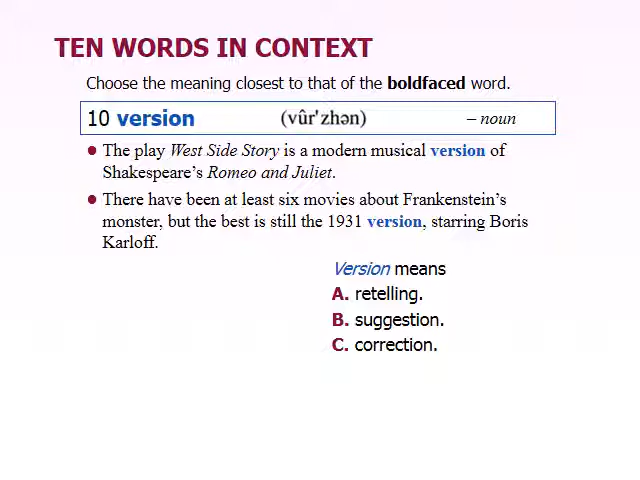 TEN WORDS IN CONTEXT
Choose the meaning closest to that of the boldfaced word.
10 version (vûr′zhən) – noun
● The play West Side Story is a modern musical version of
Shakespeare’s Romeo and Juliet.
● There have been at least six movies about Frankenstein’s
monster, but the best is still the 1931 version, starring Boris
Karloff.
Version means
A. retelling.
B. suggestion.
C. correction.